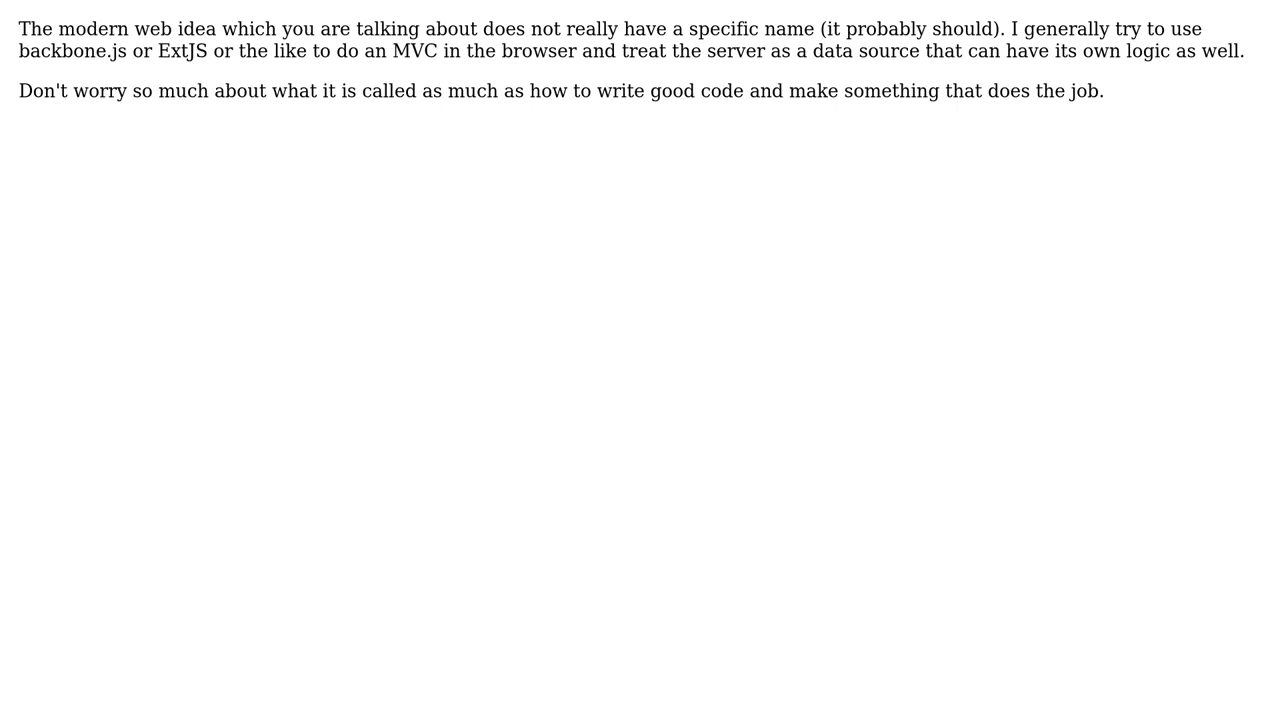 The modern web idea which you are talking about does not really have a specific name (it probably should). I generally try to use
backbone.js or ExtJS or the like to do an MVC in the browser and treat the server as a data source that can have its own logic as well.
Don't worry so much about what it is called as much as how to write good code and make something that does the job.